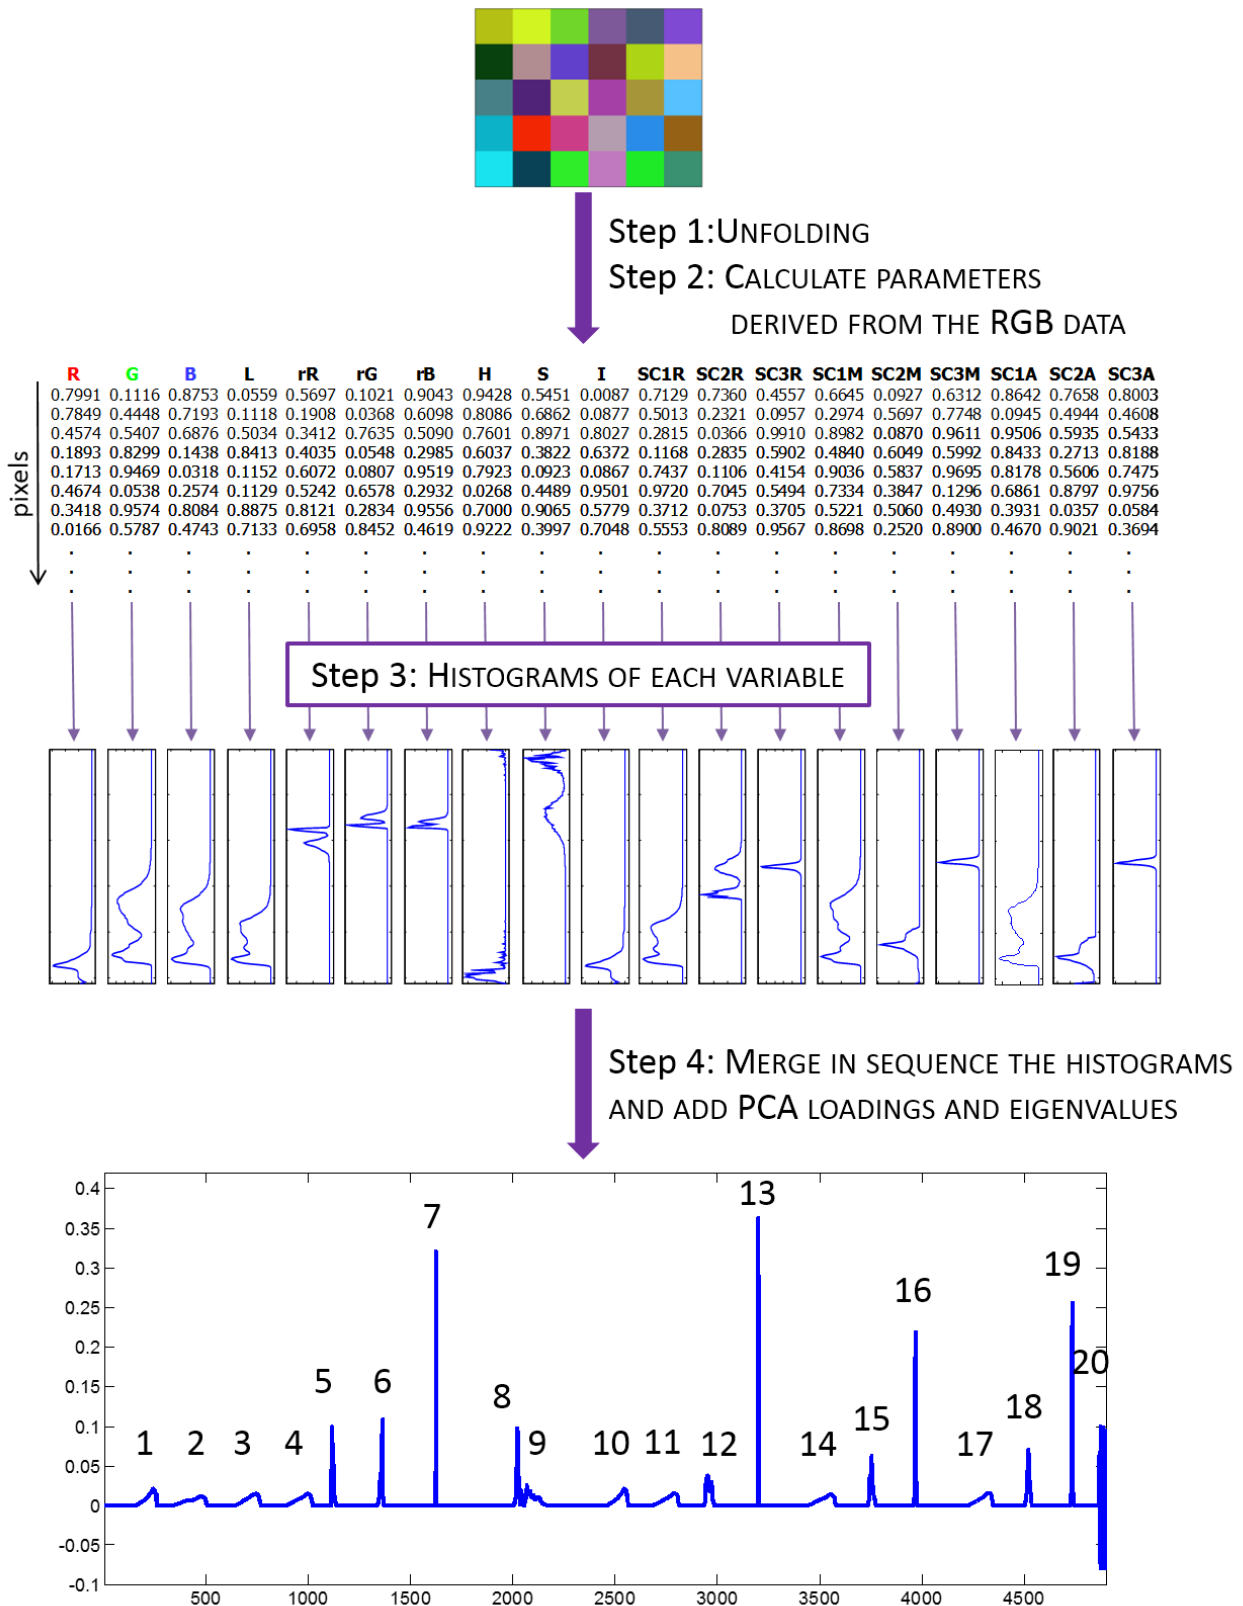 Step 1:UNFOLDING
Step 2: CALCULATE PARAMETERS
DERIVED FROM THE RGB DATA
R G B L rR rG rB H S I SC1R SC2R SC3R SC1M SC2M SC3M SC1A SC2A SC3A
pixels
0.7991 0.1116 0.8753 0.0559 0.5697 0.1021 0.9043 0.9428 0.5451 0.0087 0.7129 0.7360 0.4557 0.6645 0.0927 0.6312 0.8642 0.7658 0.8003
0.7849 0.4448 0.7193 0.1118 0.1908 0.0368 0.6098 0.8086 0.6862 0.0877 0.5013 0.2321 0.0957 0.2974 0.5697 0.7748 0.0945 0.4944 0.4608
0.4574 0.5407 0.6876 0.5034 0.3412 0.7635 0.5090 0.7601 0.8971 0.8027 0.2815 0.0366 0.9910 0.8982 0.0870 0.9611 0.9506 0.5935 0.5433
0.1893 0.8299 0.1438 0.8413 0.4035 0.0548 0.2985 0.6037 0.3822 0.6372 0.1168 0.2835 0.5902 0.4840 0.6049 0.5992 0.8433 0.2713 0.8188
0.1713 0.9469 0.0318 0.1152 0.6072 0.0807 0.9519 0.7923 0.0923 0.0867 0.7437 0.1106 0.4154 0.9036 0.5837 0.9695 0.8178 0.5606 0.7475
0.4674 0.0538 0.2574 0.1129 0.5242 0.6578 0.2932 0.0268 0.4489 0.9501 0.9720 0.7045 0.5494 0.7334 0.3847 0.1296 0.6861 0.8797 0.9756
0.3418 0.9574 0.8084 0.8875 0.8121 0.2834 0.9556 0.7000 0.9065 0.5779 0.3712 0.0753 0.3705 0.5221 0.5060 0.4930 0.3931 0.0357 0.0584
0.0166 0.5787 0.4743 0.7133 0.6958 0.8452 0.4619 0.9222 0.3997 0.7048 0.5553 0.8089 0.9567 0.8698 0.2520 0.8900 0.4670 0.9021 0.3694
Step 3: HISTOGRAMS OF EACH VARIABLE
Step 4: MERGE IN SEQUENCE THE HISTOGRAMS
AND ADD PCA LOADINGS AND EIGENVALUES
0.4
0.35
0.3
0.25
0.2
0.15
0.1
0.05
0
-0.05
-0.1
1 2 3 4 5 6 7 8 9 10 11 12 13 14 15 16 17 18 19 20
500 1000 1500 2000 2500 3000 3500 4000 4500